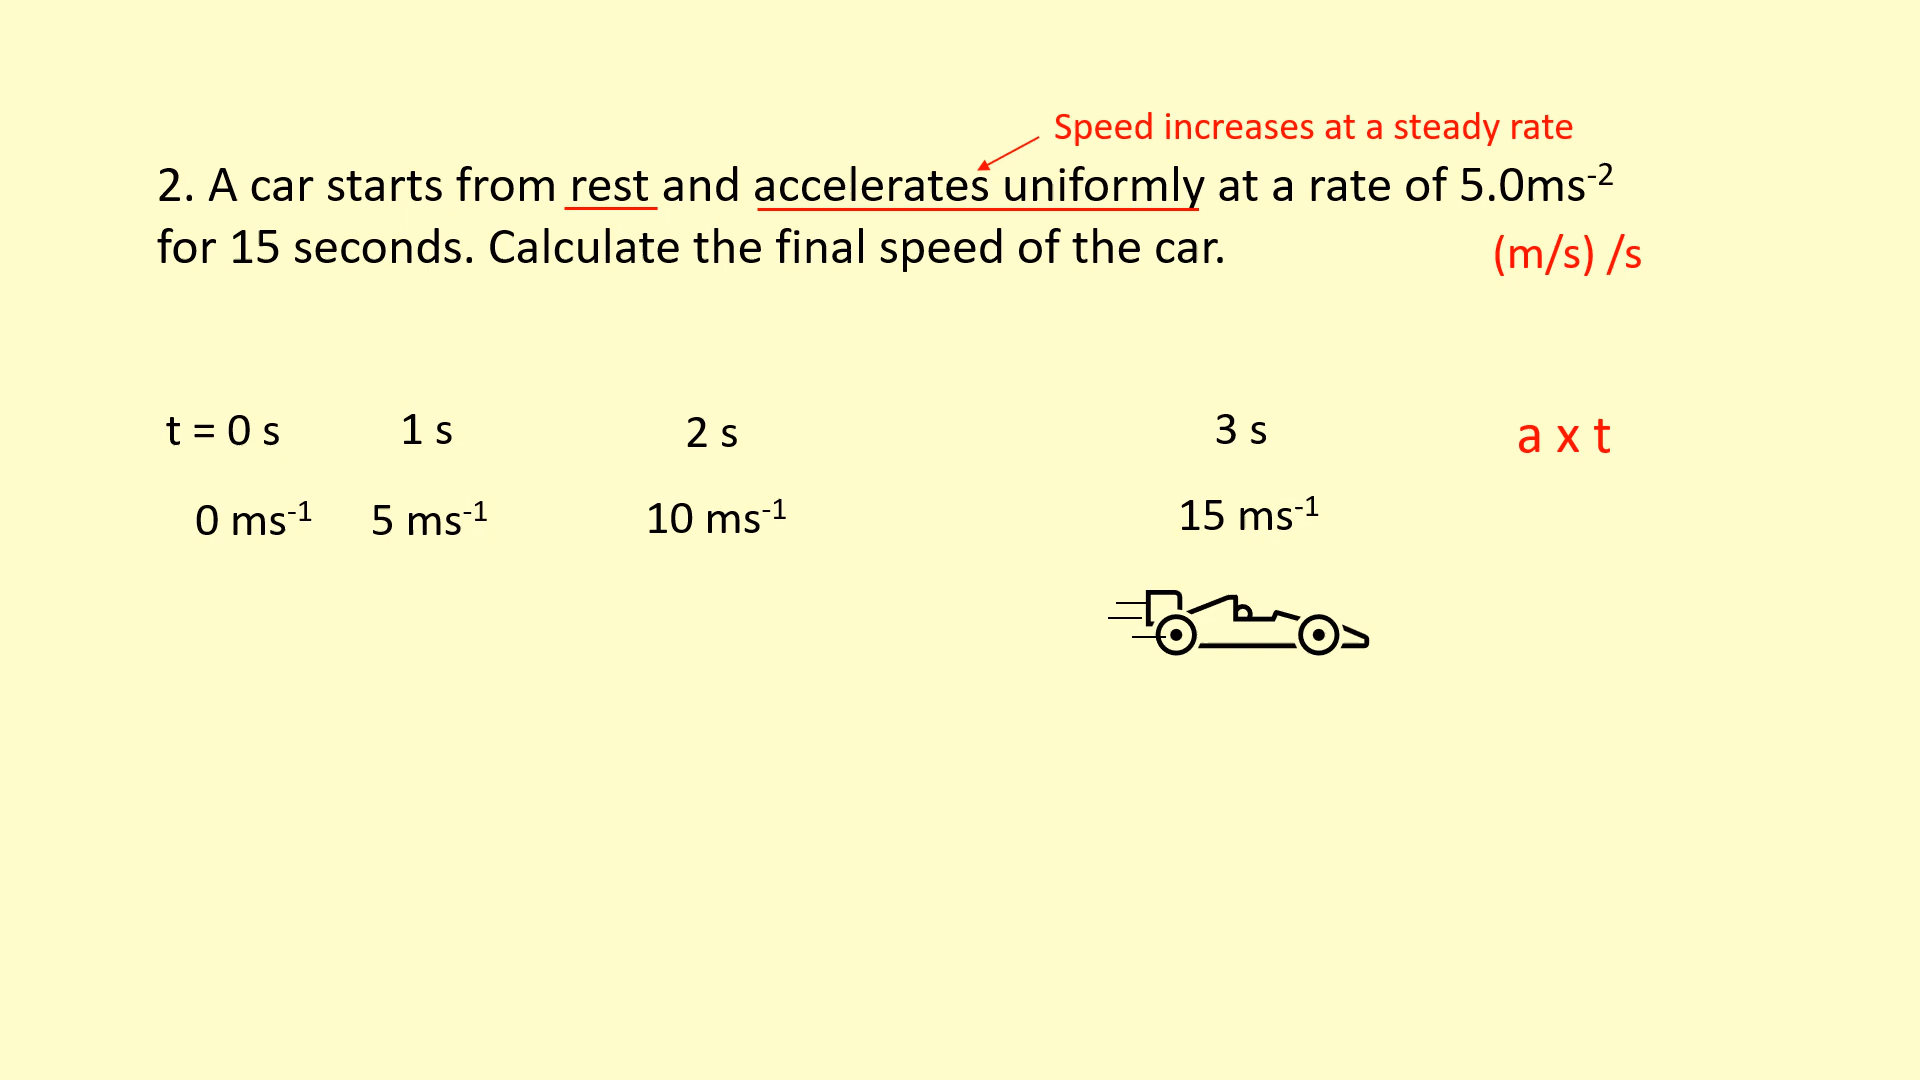 Speed increases at a steady rate
2. A car starts from rest and accelerates uniformly at a rate of 5.0ms⁻²
for 15 seconds. Calculate the final speed of the car.
(m/s) /s
t = 0 s 1 s 2 s 3 s a x t
0 ms⁻¹ 5 ms⁻¹ 10 ms⁻¹ 15 ms⁻¹